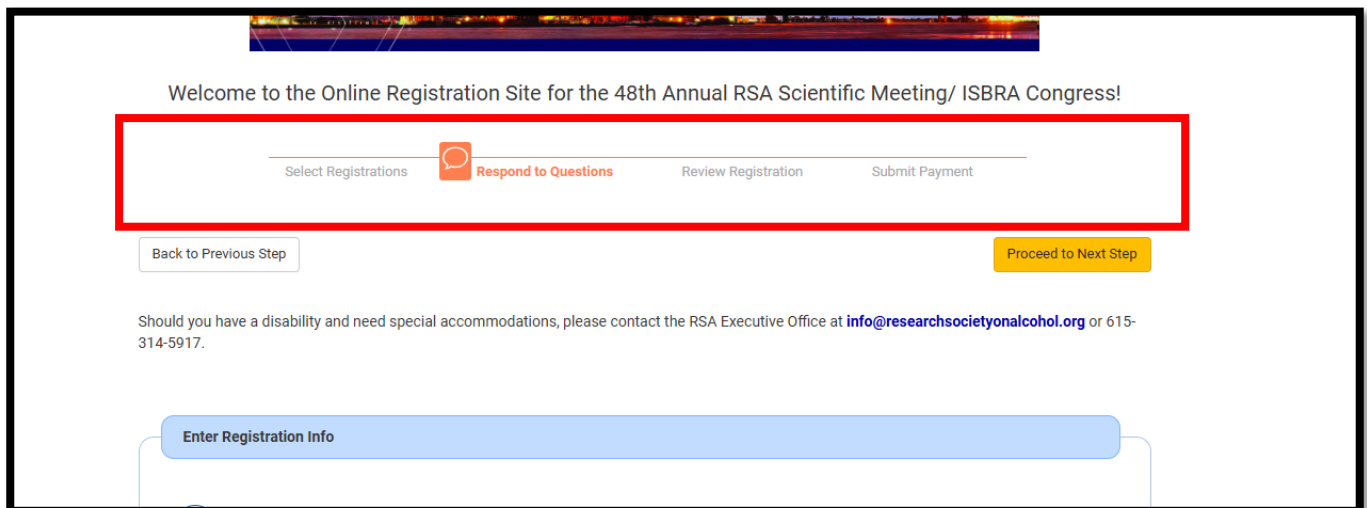 Welcome to the Online Registration Site for the 48th Annual RSA Scientific Meeting/ ISBRA Congress!
Select Registrations Respond to Questions Review Registration Submit Payment
Back to Previous Step Proceed to Next Step
Should you have a disability and need special accommodations, please contact the RSA Executive Office at info@researchsocietyonalcohol.org or 615-
314-5917.
Enter Registration Info